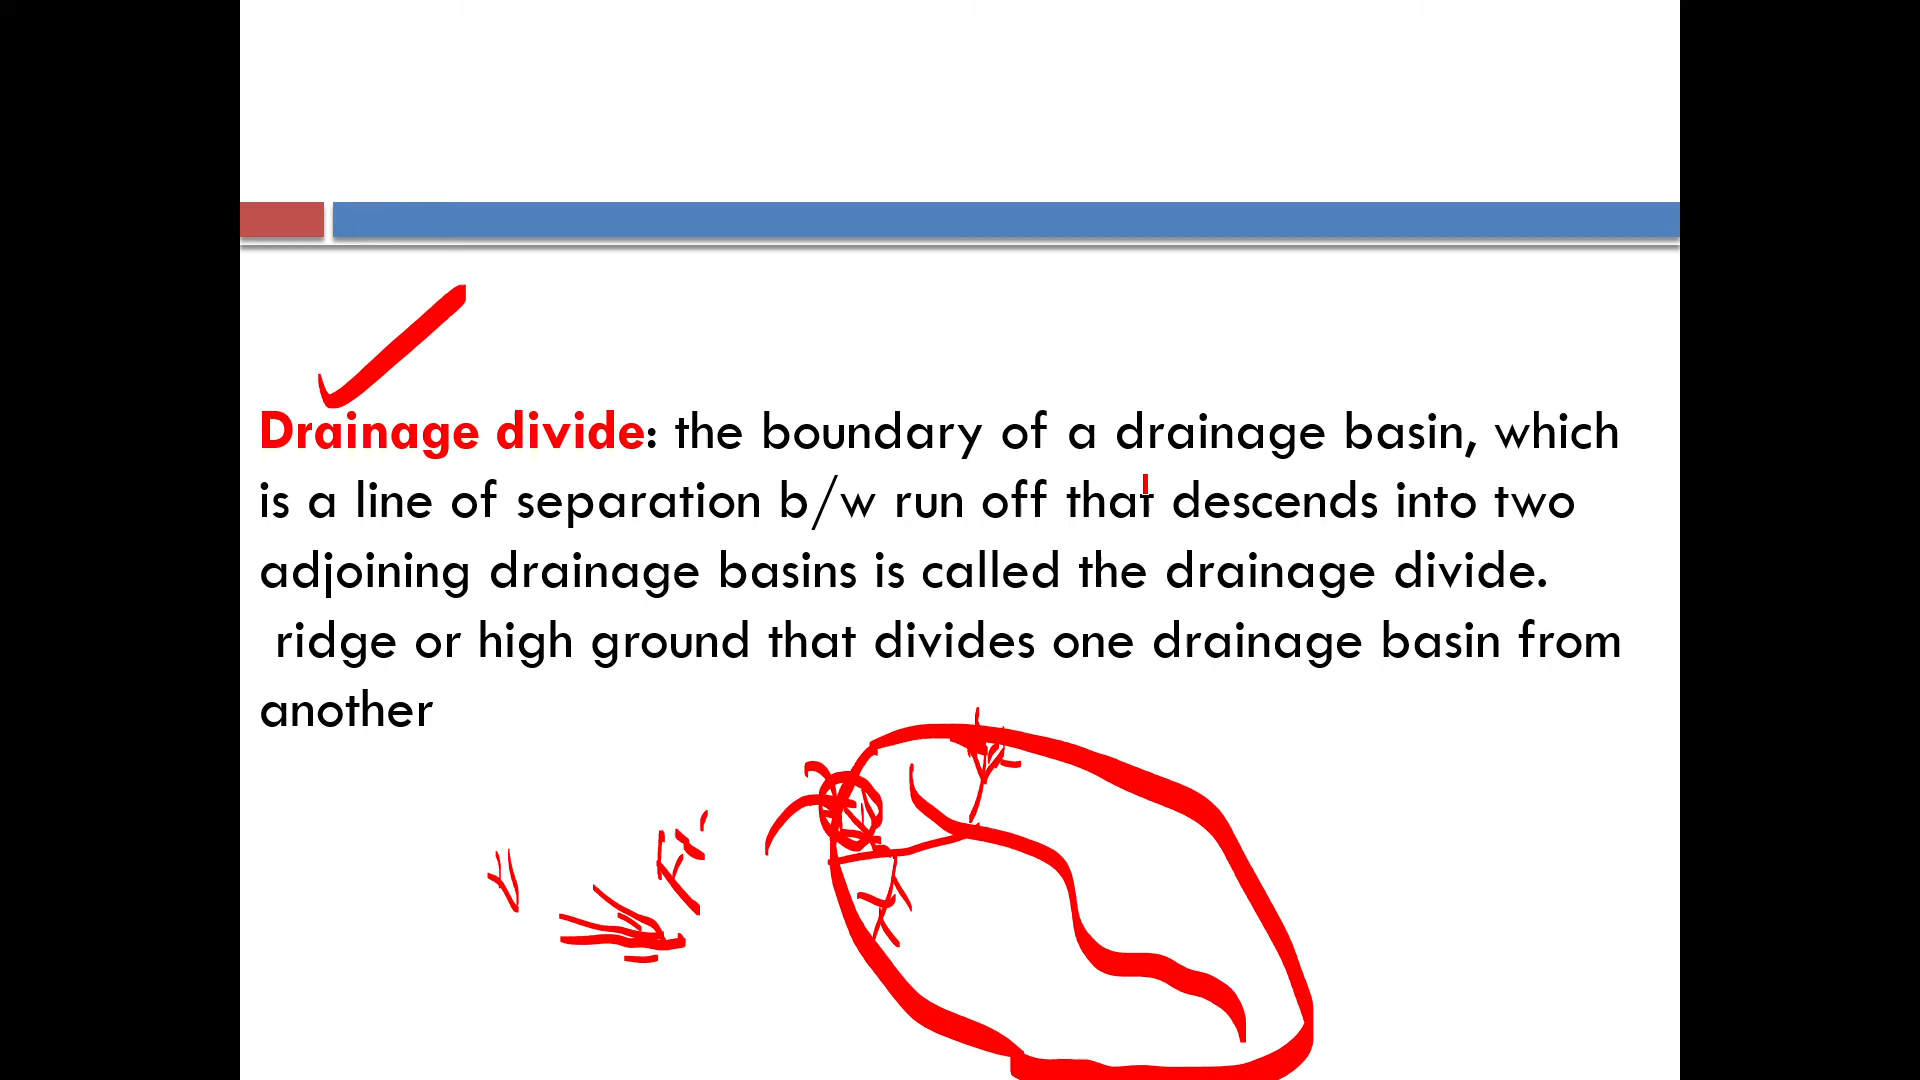 Drainage divide: the boundary of a drainage basin, which
is a line of separation b/w run off that descends into two
adjoining drainage basins is called the drainage divide.
ridge or high ground that divides one drainage basin from
another